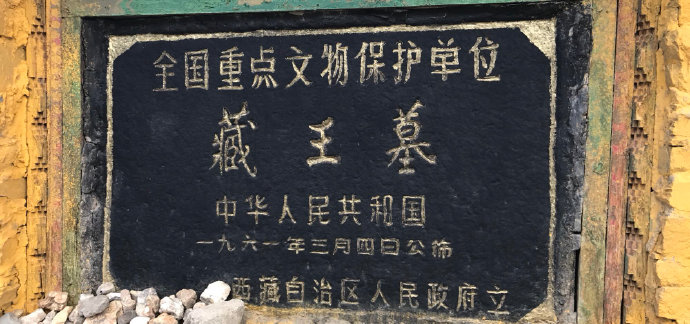 全国重点文物保护单位
藏王墓
中华人民共和国
一九六一年三月四日公布
西藏自治区人民政府立